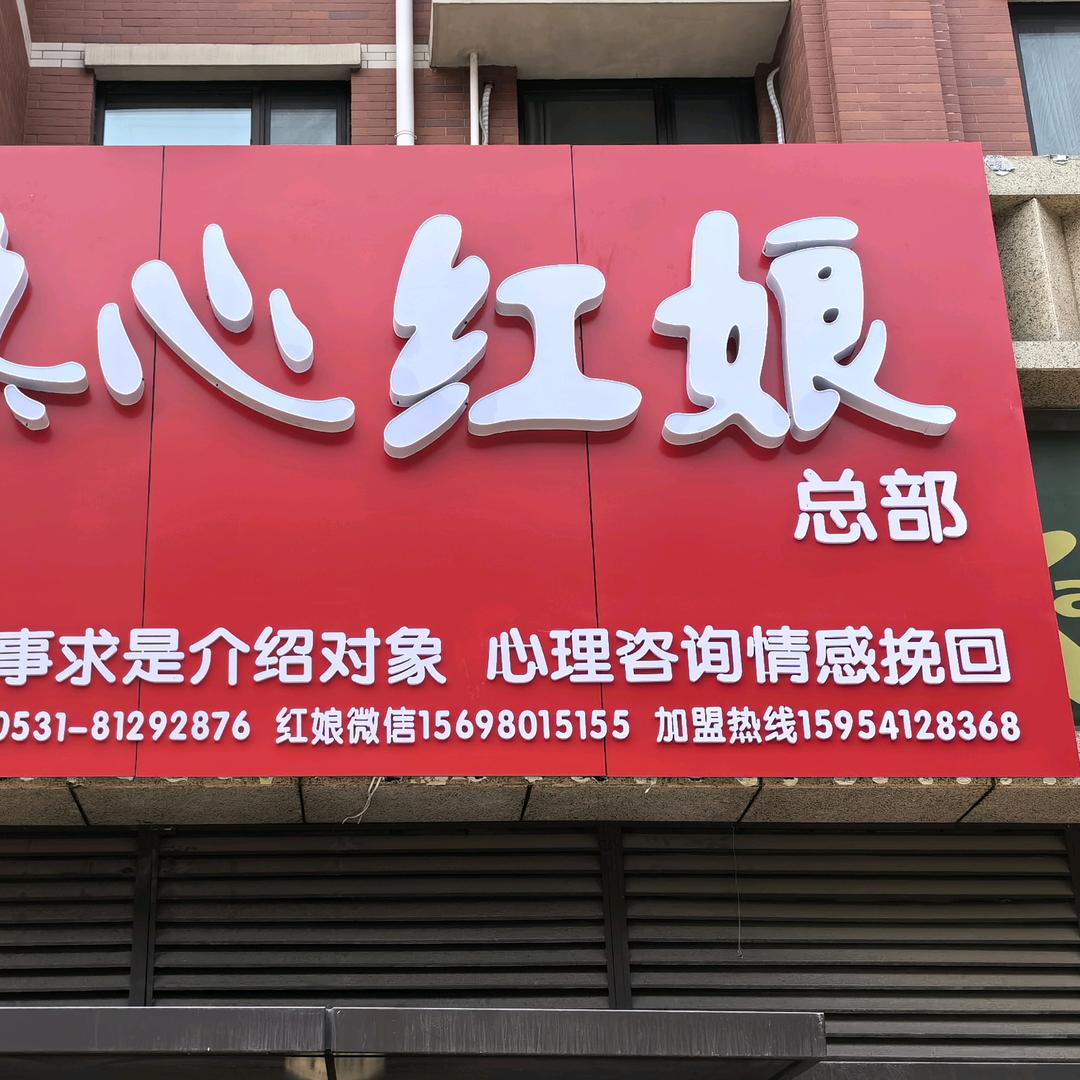 心红娘
总部
事求是介绍对象 心理咨询情感挽回
0531-81292876 红娘微信15698015155 加盟热线15954128368